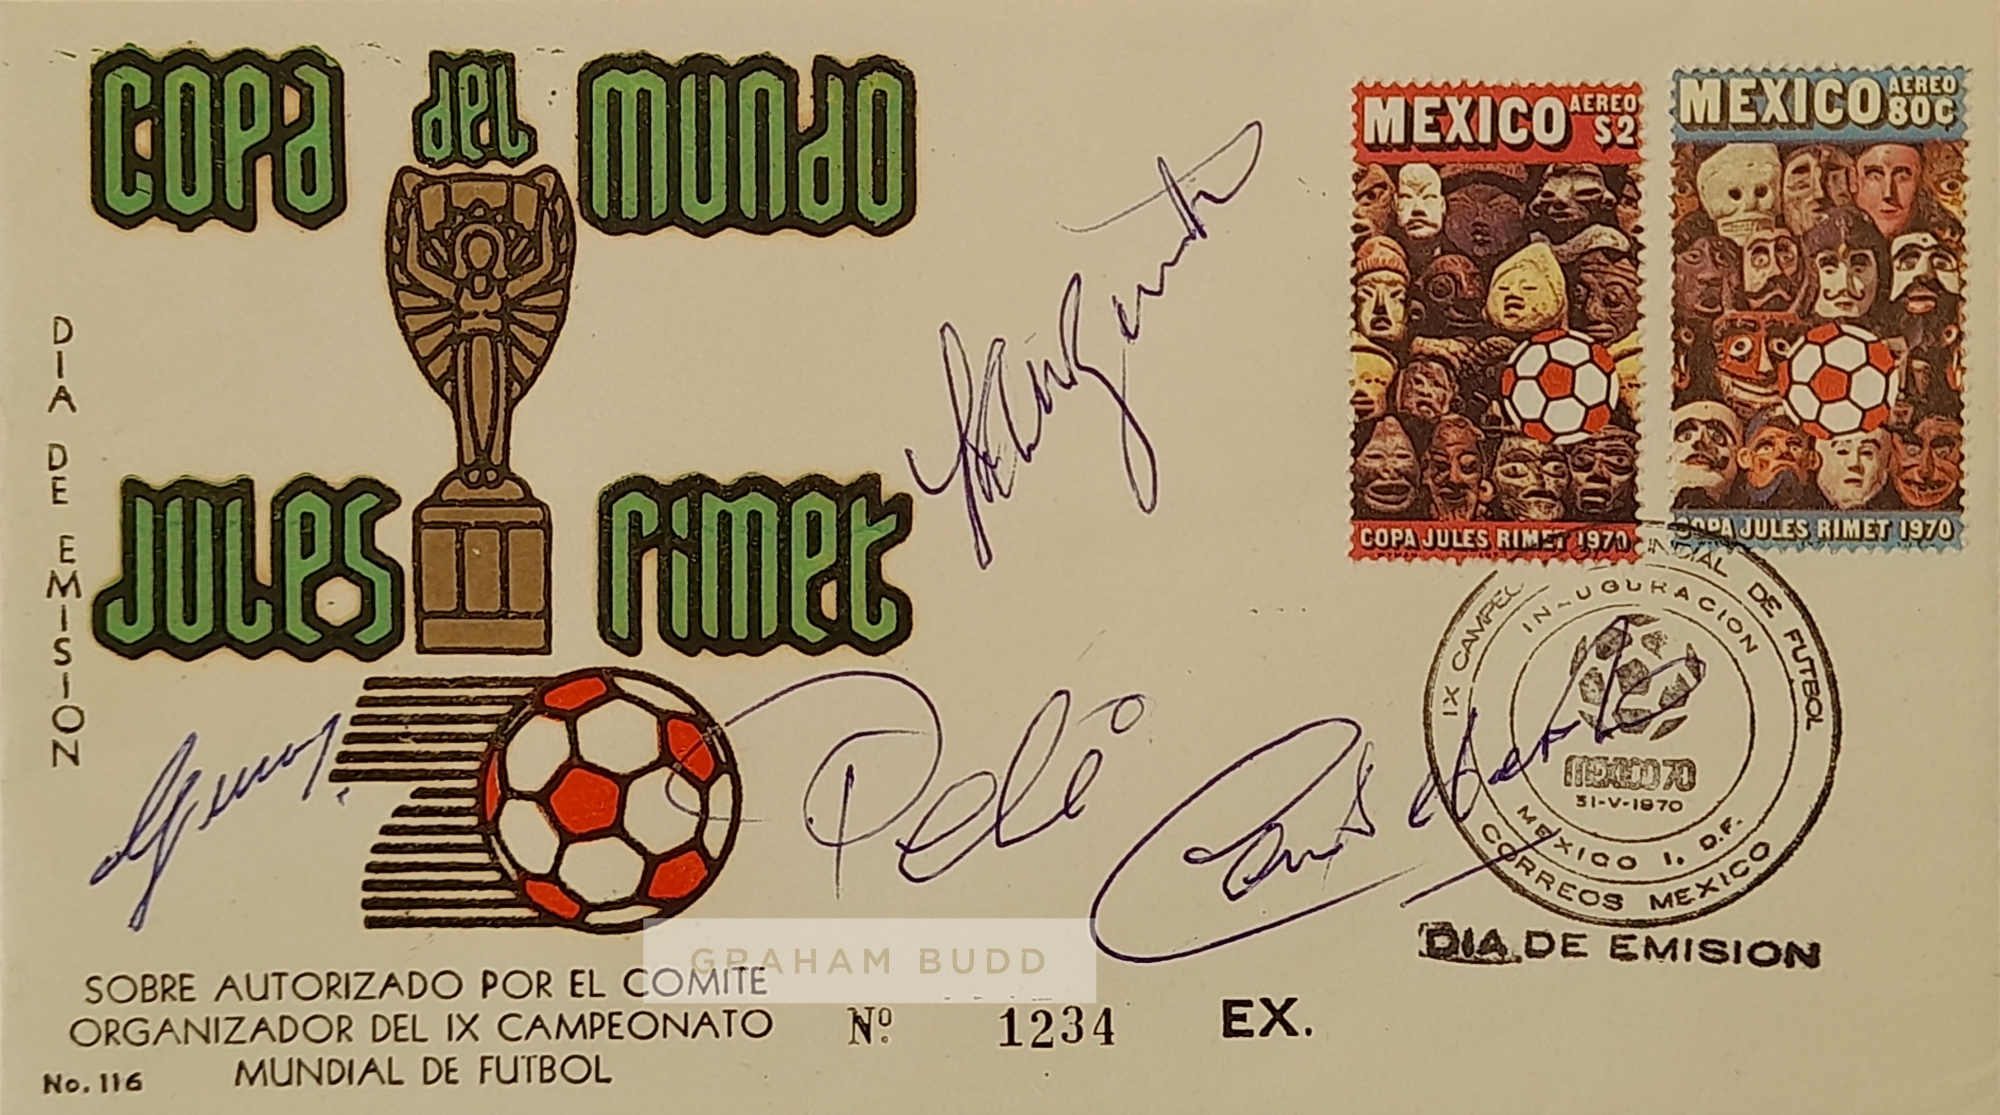 COPA del MUNDO
JULES RIMET
DIA DE EMISION
MEXICO AEREO $2
COPA JULES RIMET 1970
MEXICO AEREO 80C
COPA JULES RIMET 1970
IX CAMPEO MUNDIAL DE FUTBOL
INAUGURACION
MEXICO 70
31-V-1970
MEXICO 1, D.F.
CORREOS MEXICO
DIA DE EMISION
Pelé
GRAHAM BUDD
SOBRE AUTORIZADO POR EL COMITE
ORGANIZADOR DEL IX CAMPEONATO
MUNDIAL DE FUTBOL
Nº 1234 EX.
No. 116